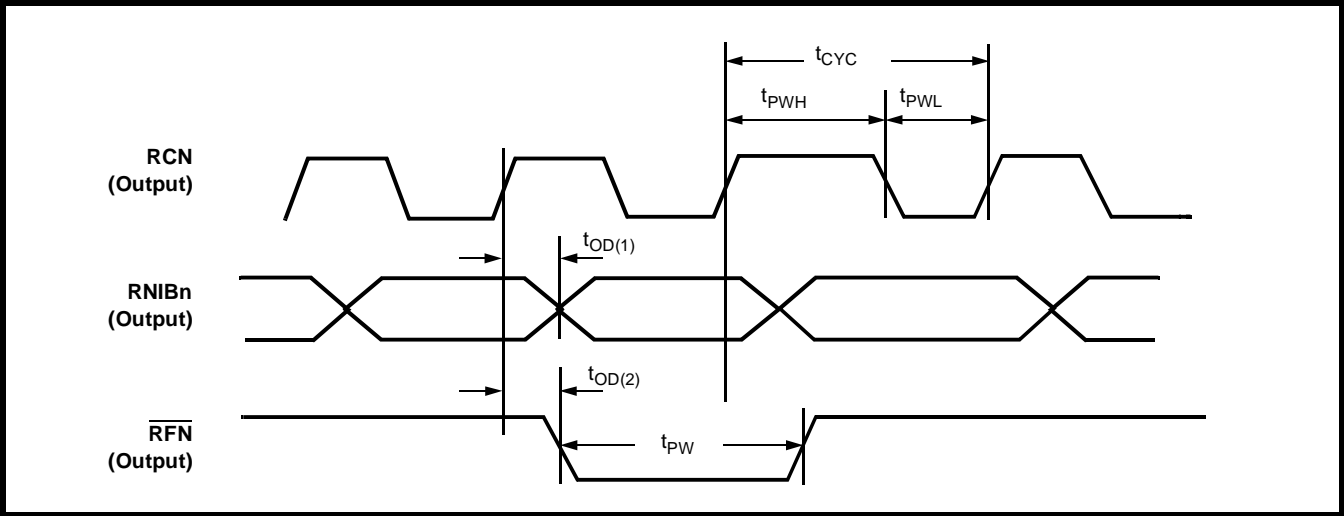 tCYC
tPWH
tPWL
RCN
(Output)
tOD(1)
RNIBn
(Output)
tOD(2)
RFN
(Output)
tPW